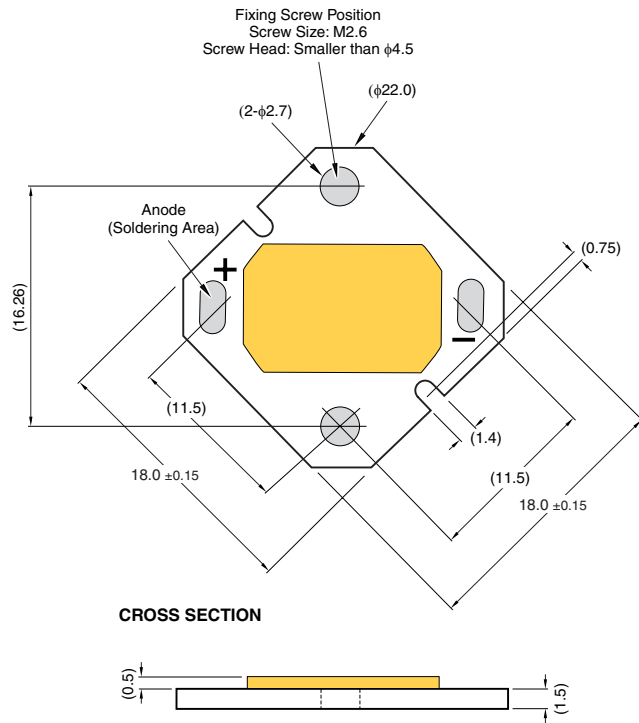 Fixing Screw Position
Screw Size: M2.6
Screw Head: Smaller than ϕ4.5
(2-ϕ2.7)
(ϕ22.0)
Anode
(Soldering Area)
(0.75)
+
(16.26)
−
(11.5)
(1.4)
18.0 ±0.15
(11.5)
18.0 ±0.15
CROSS SECTION
(0.5)
(1.5)